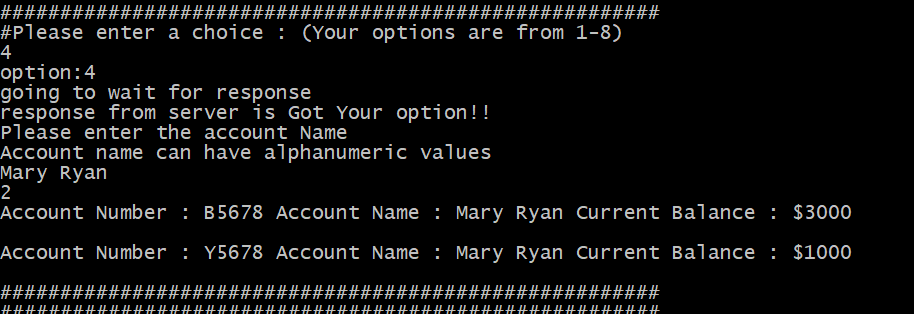 #######################################################
#Please enter a choice : (Your options are from 1-8)
4
option:4
going to wait for response
response from server is Got Your option!!
Please enter the account Name
Account name can have alphanumeric values
Mary Ryan
2
Account Number : B5678 Account Name : Mary Ryan Current Balance : $3000
Account Number : Y5678 Account Name : Mary Ryan Current Balance : $1000
#######################################################
#######################################################